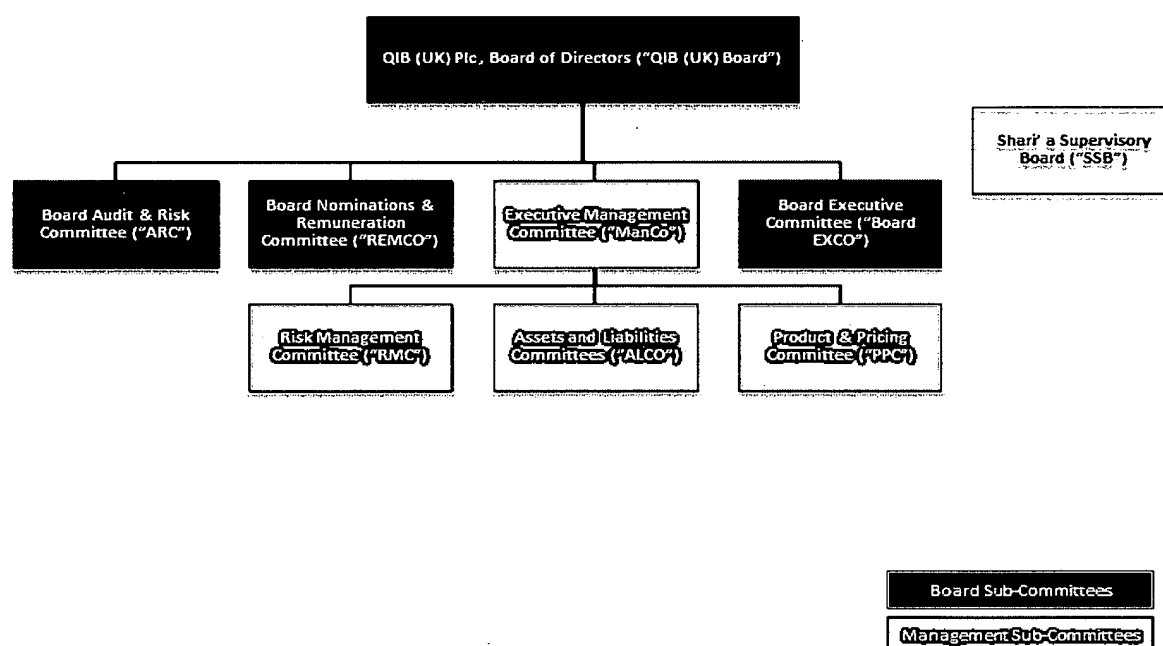 QIB (UK) Plc, Board of Directors (“QIB (UK) Board”)
Shari’ a Supervisory
Board (“SSB”)
Board Audit & Risk
Committee (“ARC”)
Board Nominations &
Remuneration
Committee (“REMCO”)
Executive Management
Committee (“ManCo”)
Board Executive
Committee (“Board
EXCO”)
Risk Management
Committee (“RMC”)
Assets and Liabilities
Committees (“ALCO”)
Product & Pricing
Committee (“PPC”)
Board Sub-Committees
Management Sub-Committees